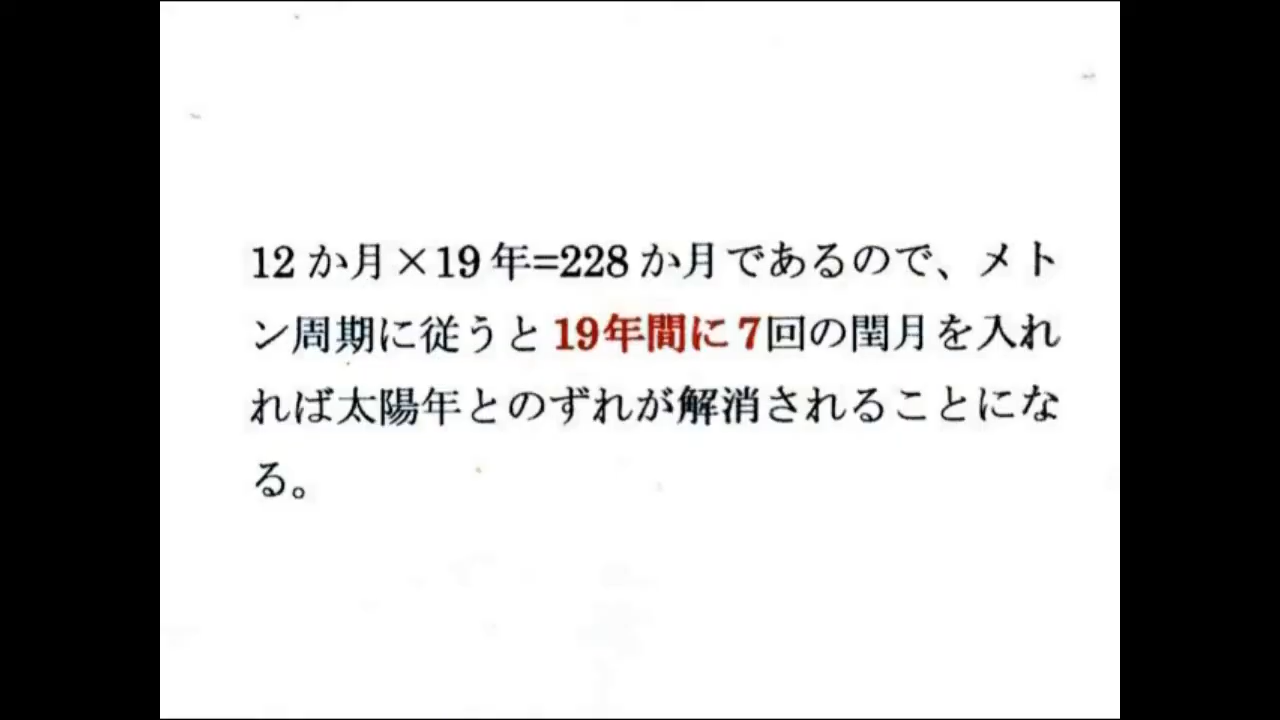 12か月×19年=228か月であるので、メト
ン周期に従うと19年間に7回の閏月を入れ
れば太陽年とのずれが解消されることにな
る。